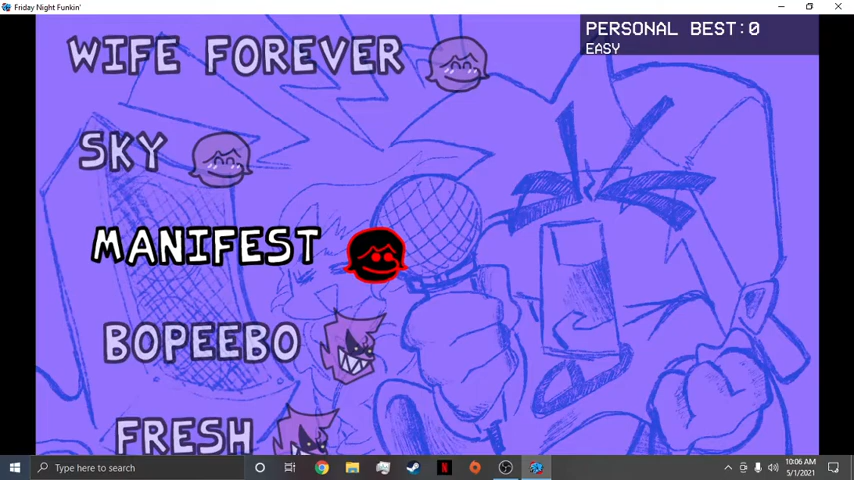 Friday Night Funkin'
PERSONAL BEST:0
EASY
WIFE FOREVER
SKY
MANIFEST
BOPEEBO
FRESH
Type here to search
10:06 AM
5/1/2021